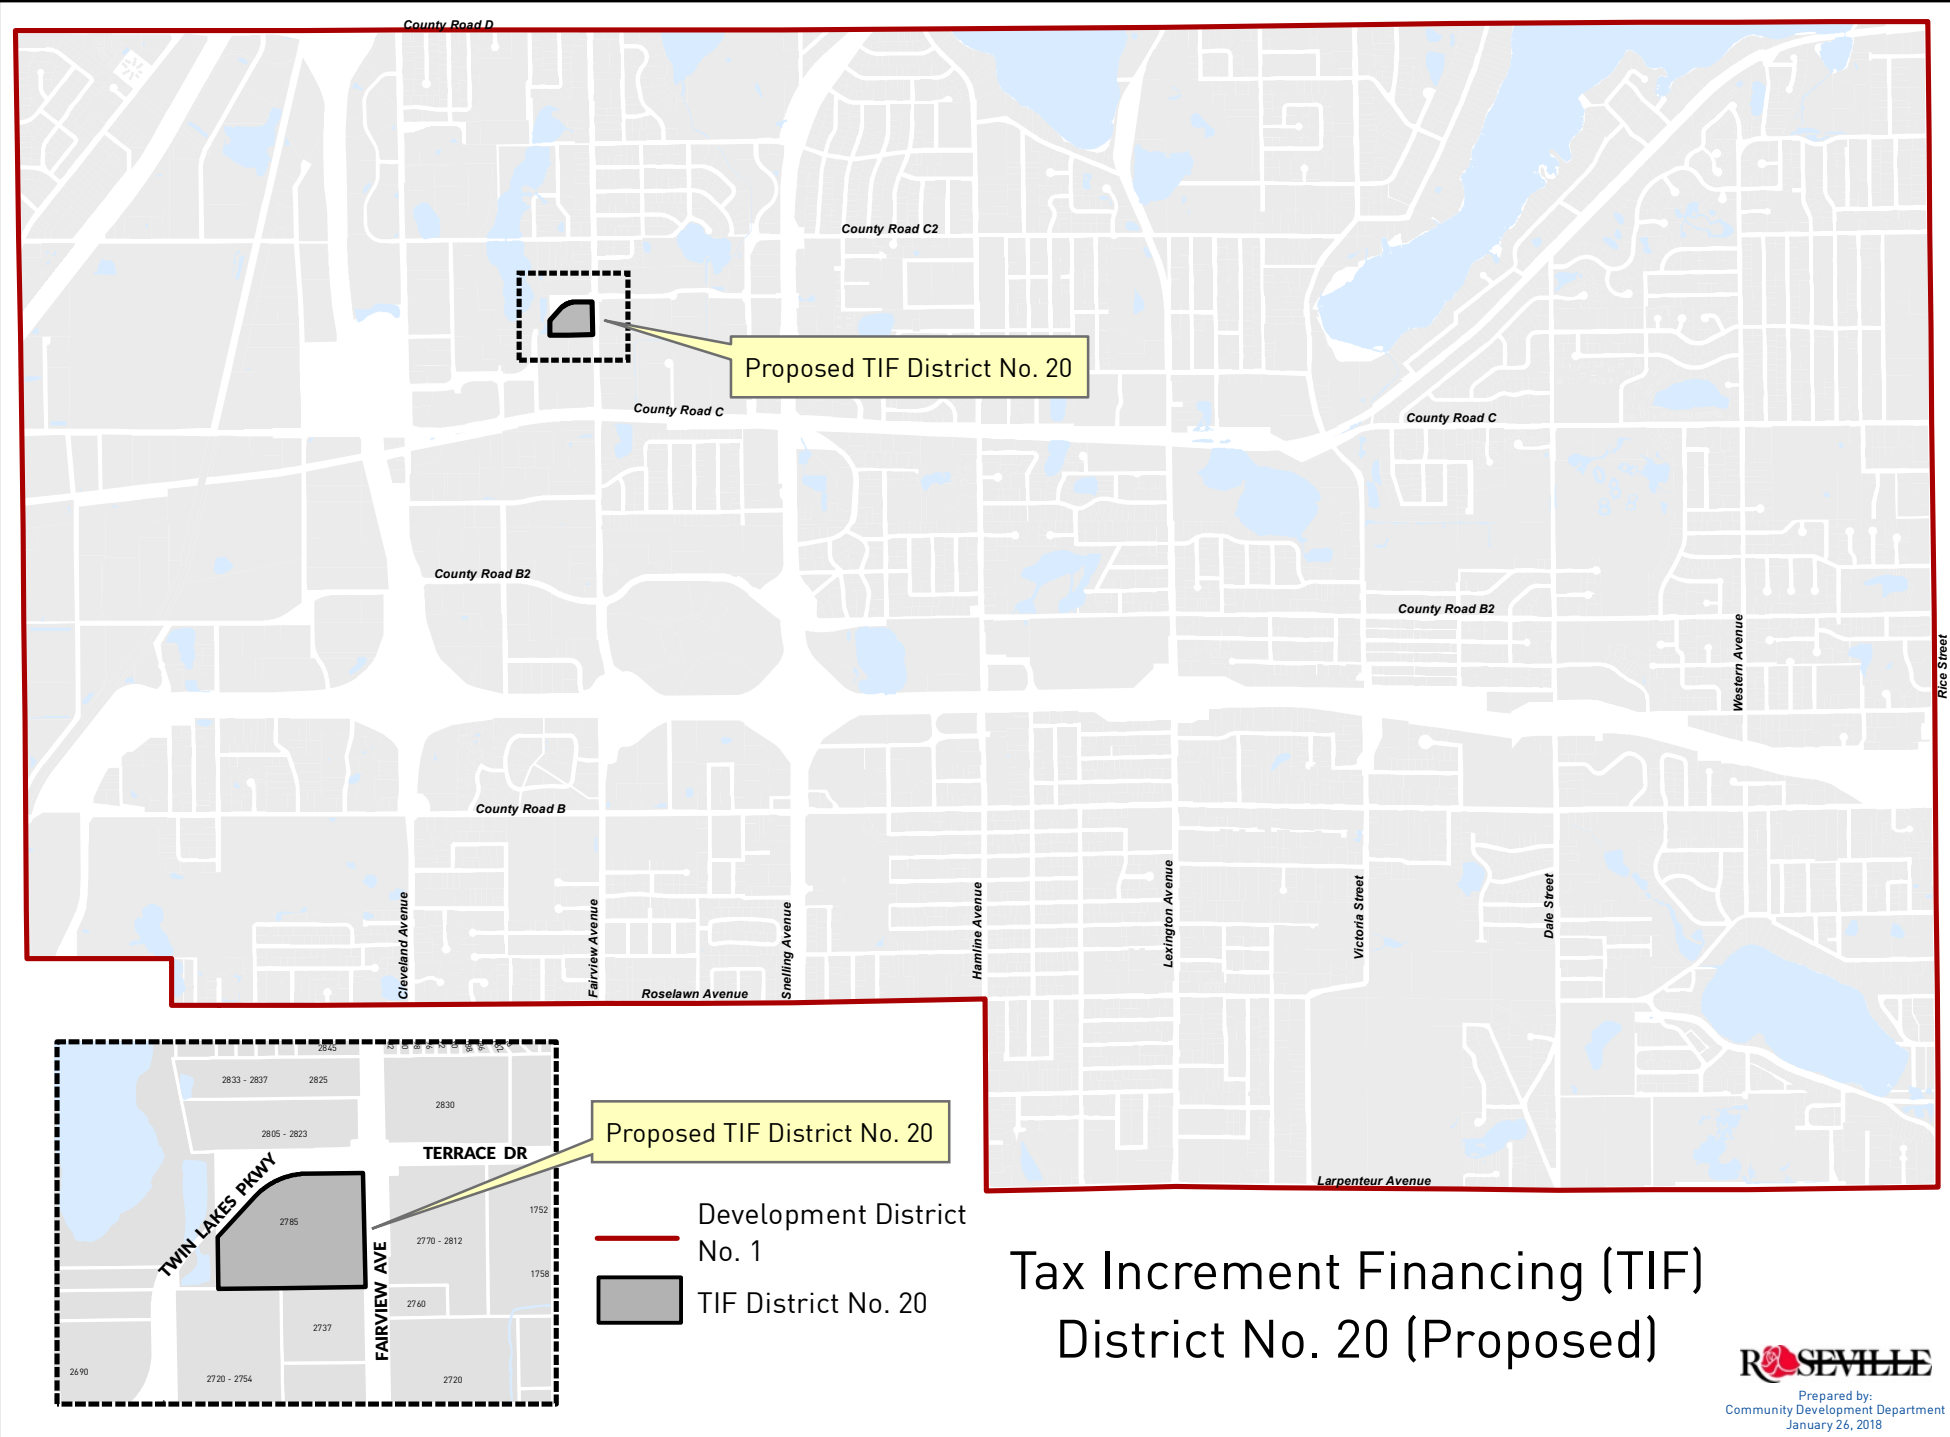 County Road D
County Road C2
Proposed TIF District No. 20
County Road C
County Road C
County Road B2
County Road B2
Western Avenue
Rice Street
County Road B
Cleveland Avenue
Fairview Avenue
Snelling Avenue
Hamline Avenue
Lexington Avenue
Victoria Street
Dale Street
Roselawn Avenue
Larpenteur Avenue
2845
2833 - 2837
2825
2830
2805 - 2823
TERRACE DR
TWIN LAKES PKWY
2785
1752
2770 - 2812
1758
FAIRVIEW AVE
2760
2737
2690
2720 - 2754
2720
Proposed TIF District No. 20
Development District
No. 1
TIF District No. 20
Tax Increment Financing (TIF)
District No. 20 (Proposed)
ROSEVILLE
Prepared by:
Community Development Department
January 26, 2018